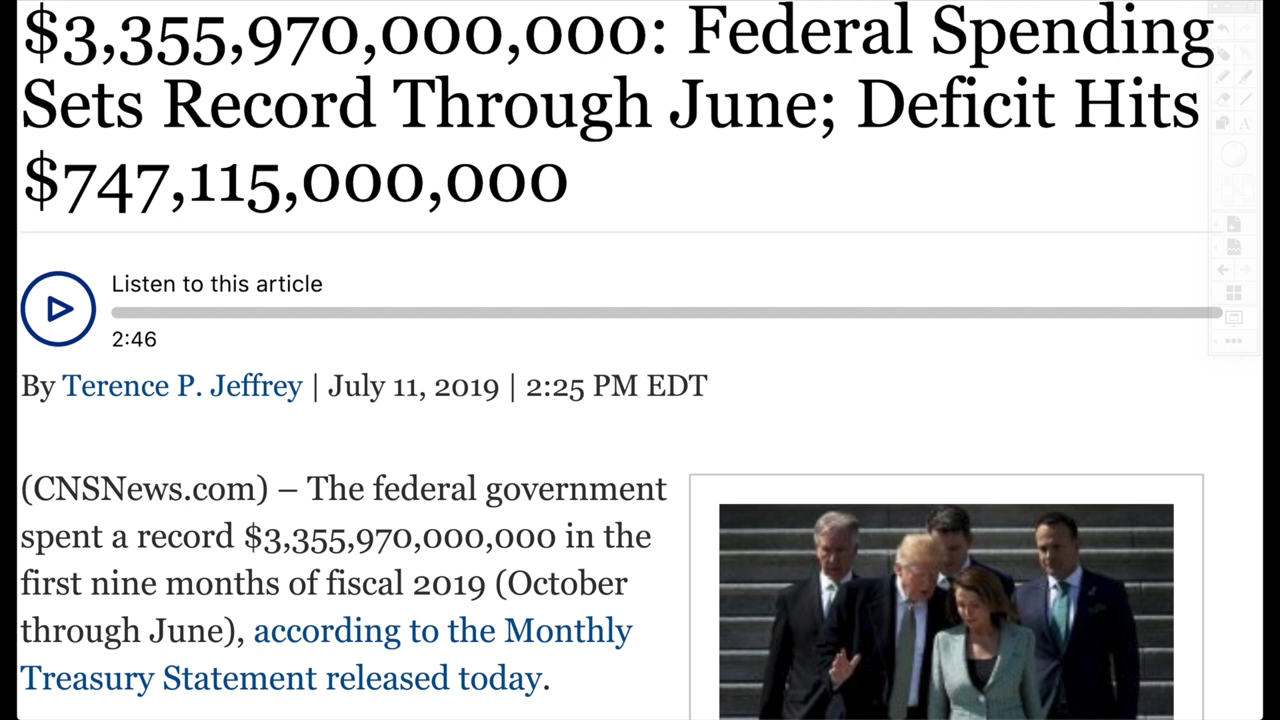 $3,355,970,000,000: Federal Spending
Sets Record Through June; Deficit Hits
$747,115,000,000
Listen to this article
2:46
By Terence P. Jeffrey | July 11, 2019 | 2:25 PM EDT
(CNSNews.com) – The federal government
spent a record $3,355,970,000,000 in the
first nine months of fiscal 2019 (October
through June), according to the Monthly
Treasury Statement released today.